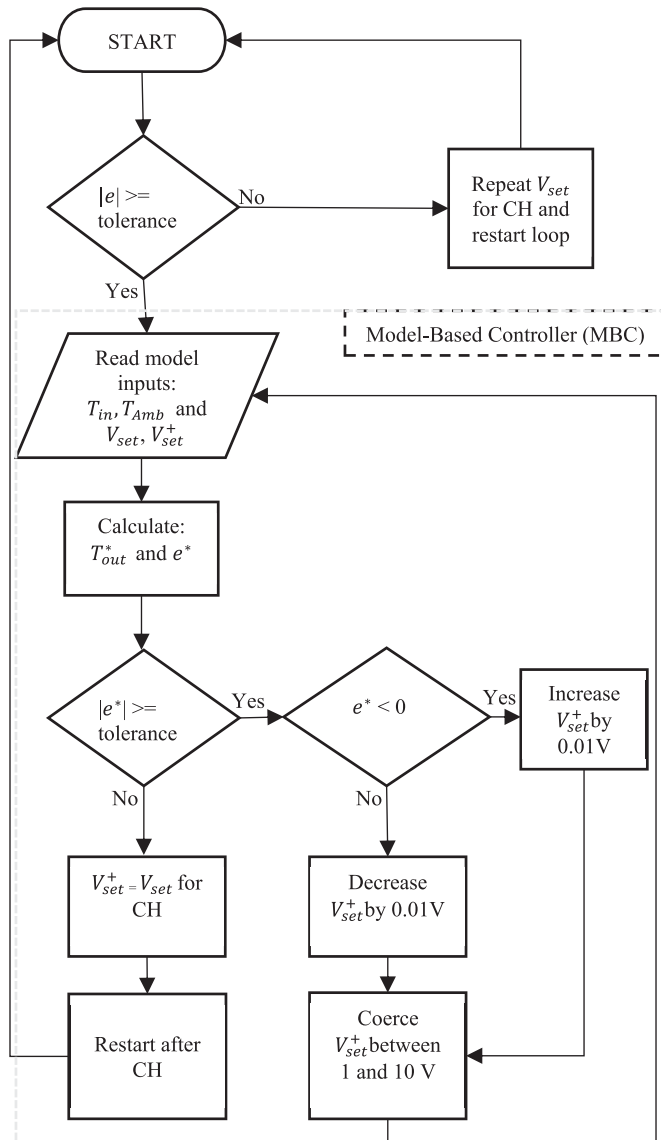 START
|e| >=
tolerance
No
Repeat V_set
for CH and
restart loop
Yes
Model-Based Controller (MBC)
Read model
inputs:
T_in, T_Amb and
V_set, V_set^+
Calculate:
T_out^* and e^*
|e^*| >=
tolerance
Yes
e^* < 0
Yes
Increase
V_set^+ by
0.01V
No
No
V_set^+ = V_set for
CH
Decrease
V_set^+ by 0.01V
Restart after
CH
Coerce
V_set^+ between
1 and 10 V